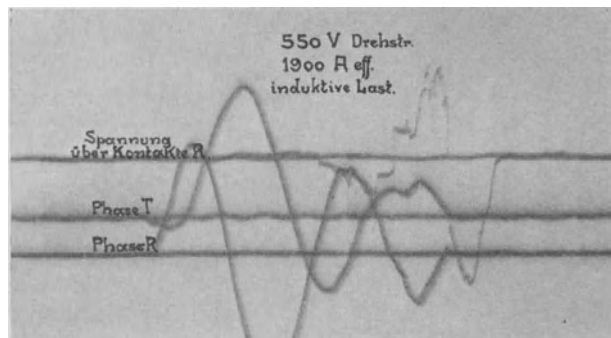 550 V Drehstr.
1900 A eff.
induktive Last.
Spannung
über Kontakte R
Phase T
Phase R